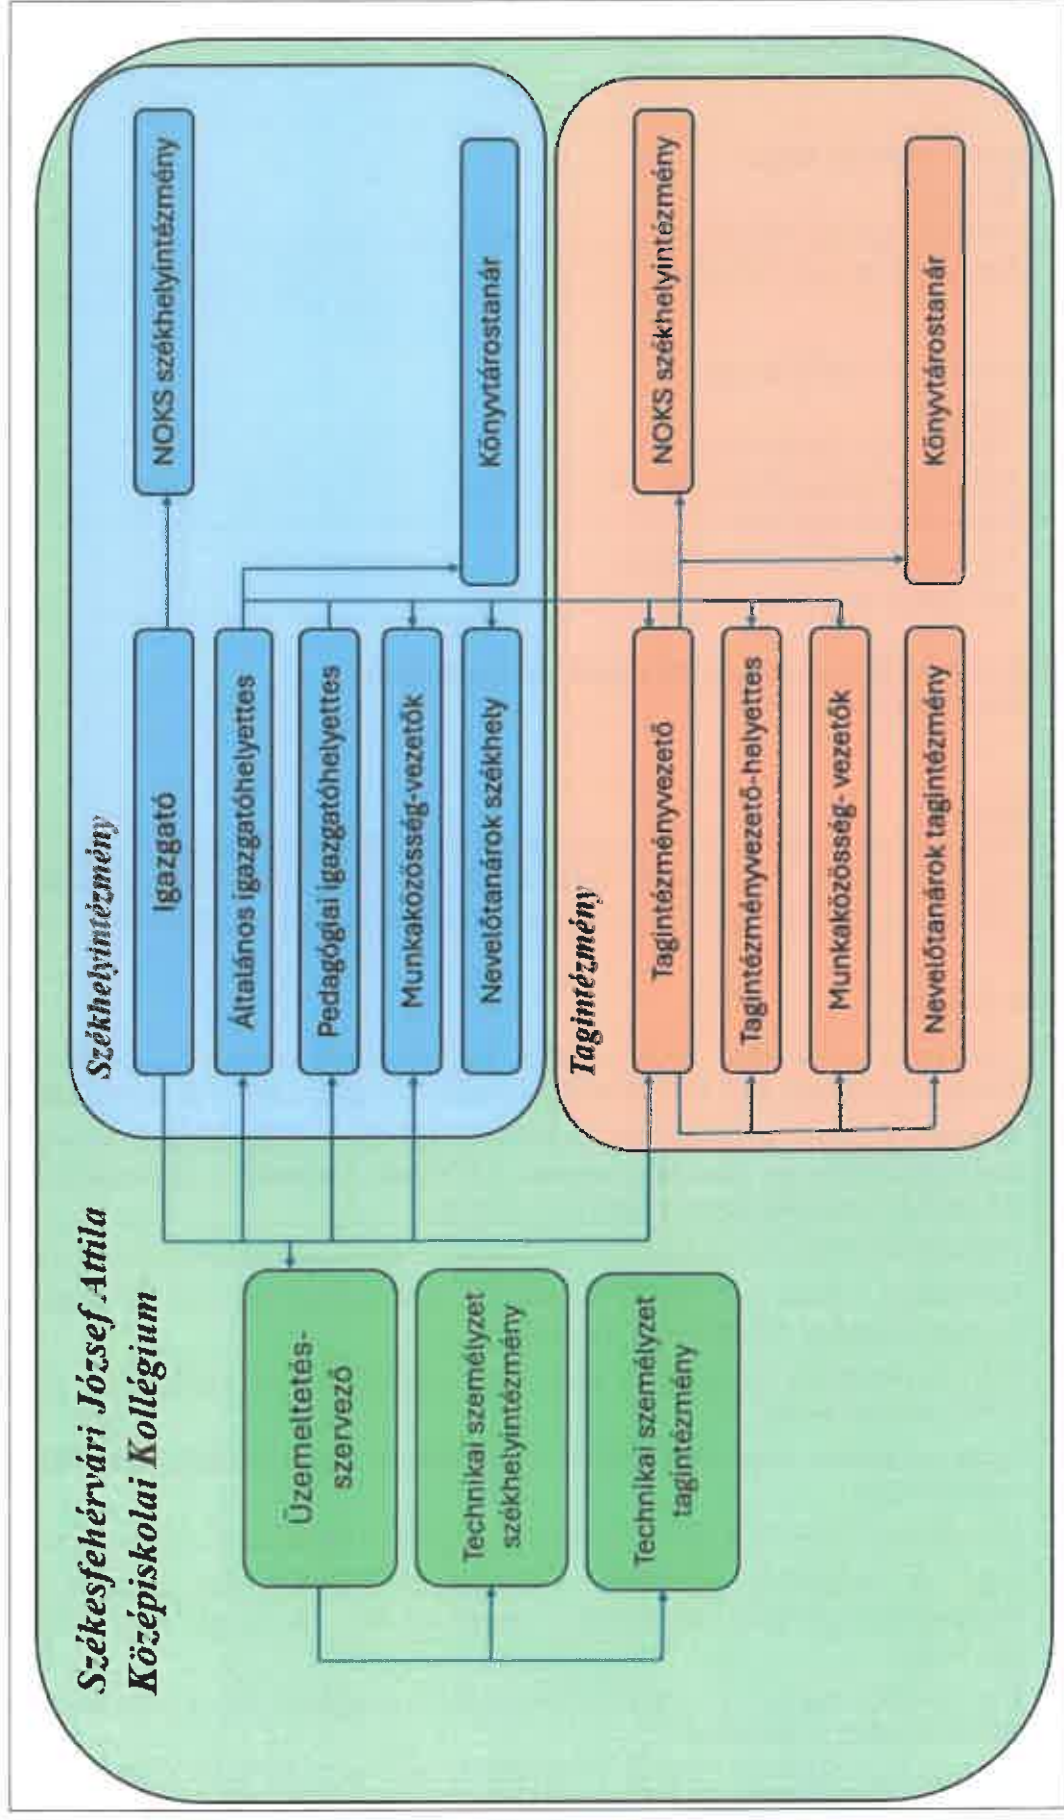 Székesfehérvári József Attila
Középiskolai Kollégium
Üzemeltetés-
szervező
Technikai személyzet
székhelyintézmény
Technikai személyzet
tagintézmény
Székhelyintézmény
Igazgató
Általános igazgatóhelyettes
Pedagógiai igazgatóhelyettes
Munkaközösség-vezetők
Nevelőtanárok székhely
NOKS székhelyintézmény
Könyvtárostanár
Tagintézmény
Tagintézményvezető
Tagintézményvezető-helyettes
Munkaközösség- vezetők
Nevelőtanárok tagintézmény
NOKS székhelyintézmény
Könyvtárostanár